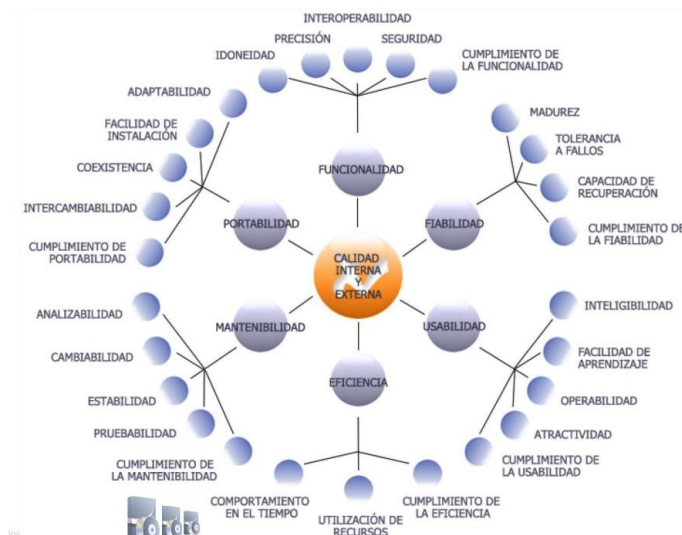 INTEROPERABILIDAD
PRECISIÓN
SEGURIDAD
IDONEIDAD
CUMPLIMIENTO DE
LA FUNCIONALIDAD
ADAPTABILIDAD
FACILIDAD DE
INSTALACIÓN
COEXISTENCIA
INTERCAMBIABILIDAD
CUMPLIMIENTO DE
PORTABILIDAD
MADUREZ
TOLERANCIA
A FALLOS
CAPACIDAD DE
RECUPERACIÓN
CUMPLIMIENTO DE
LA FIABILIDAD
FUNCIONALIDAD
PORTABILIDAD
FIABILIDAD
CALIDAD
INTERNA
Y
EXTERNA
MANTENIBILIDAD
USABILIDAD
EFICIENCIA
ANALIZABILIDAD
CAMBIABILIDAD
ESTABILIDAD
PRUEBABILIDAD
CUMPLIMIENTO DE
LA MANTENIBILIDAD
INTELIGIBILIDAD
FACILIDAD DE
APRENDIZAJE
OPERABILIDAD
ATRACTIVIDAD
CUMPLIMIENTO DE
LA USABILIDAD
COMPORTAMIENTO
EN EL TIEMPO
UTILIZACIÓN DE
RECURSOS
CUMPLIMIENTO DE
LA EFICIENCIA